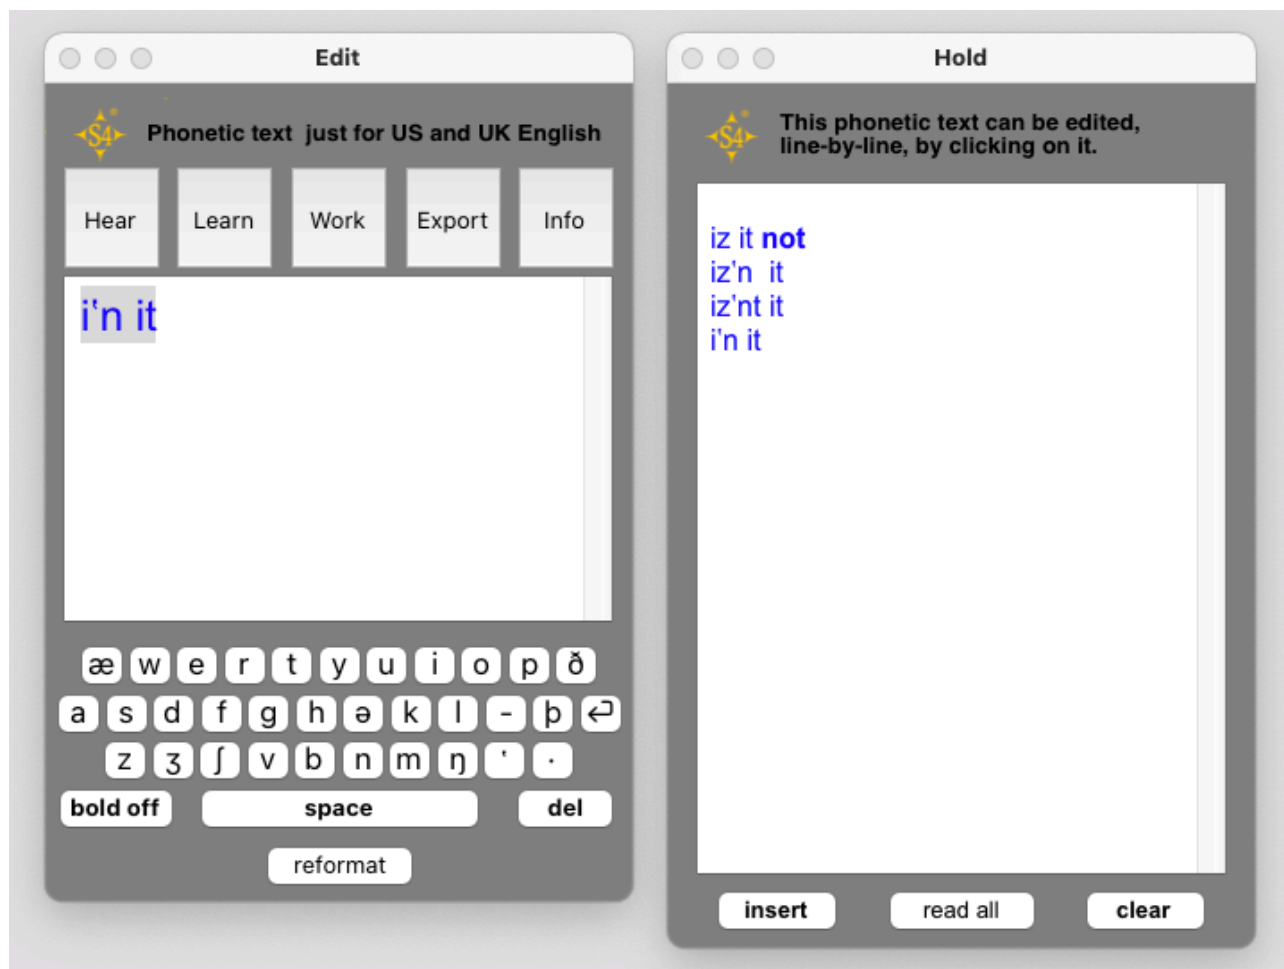 Edit
S4® Phonetic text  just for US and UK English
Hear Learn Work Export Info
i‛n it
æ w e r t y u i o p ð
a s d f g h ə k l - þ ↵
z ʒ ʃ v b n m ŋ ‛ ·
bold off space del
reformat
Hold
S4® This phonetic text can be edited,
line-by-line, by clicking on it.
iz it not
iz‛n  it
iz‛nt it
i‛n it
insert read all clear